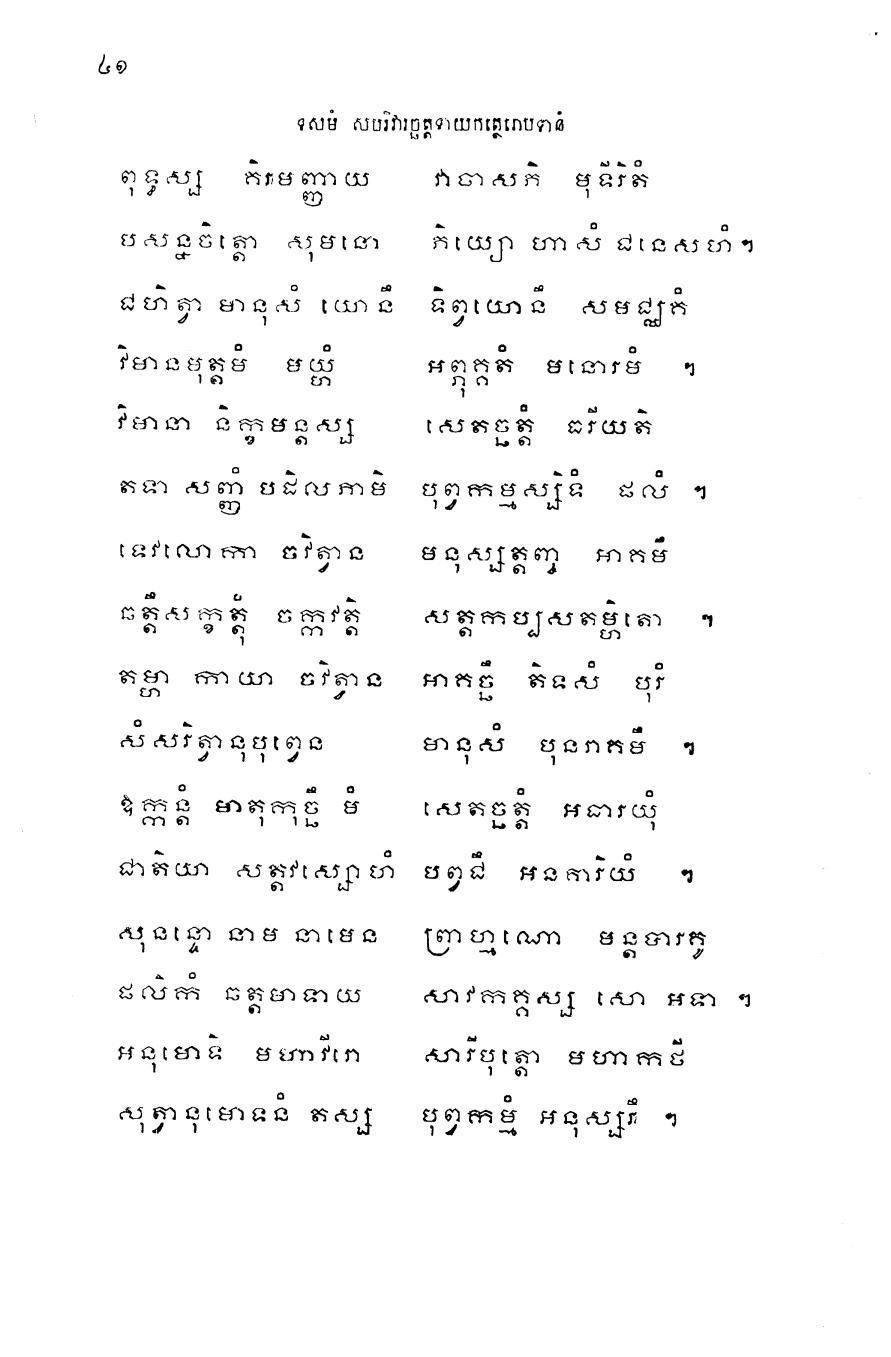 ៤១
ទសមំ សបរិវារច្ឆត្តទាយកត្ថេរាបទានំ
ពុទ្ធស្ស គិរមញ្ញាយ វាចាសភិ មុទីរិតំ
បសន្នចិត្តោ សុមនោ ភិយ្យោ ហាសំ ជនេសហំ។
ជហិត្វា មានុសំ យោនឹ ទិព្វយោនឹ សមជ្ឈគំ
វិមានមុត្តមំ មយ្ហំ អព្ភុគ្គតំ មនោរមំ ។
វិមានា និក្ខមន្តស្ស សេតច្ឆត្តំ ធរីយតិ
តទា សញ្ញំ បដិលភាមិ បុព្វកម្មស្សិទំ ផលំ ។
ទេវលោកា ចវិត្វាន មនុស្សត្តញ្ច អាគមឹ
ឆត្តឹសក្ខត្តុំ ចក្កវត្តិ សត្តកប្បសតម្ហិតោ ។
តម្ហា កាយា ចវិត្វាន អាគច្ឆឹ តិទសំ បុរំ
សំសរិត្វានុបុព្វេន មានុសំ បុនរាគមឹ ។
ឱក្កន្តំ មាតុកុច្ឆឹ មំ សេតច្ឆត្តំ អធារយុំ
ជាតិយា សត្តវស្សោហំ បព្វជឹ អនគារិយំ ។
សុនន្ទោ នាម នាមេន ព្រាហ្មណោ មន្តបារគូ
ផលិកំ ឆត្តមាទាយ សាវកគ្គស្ស សោ អទា ។
អនុមោទិ មហាវីរោ សារីបុត្តោ មហាកថី
សុត្វានុមោទនំ តស្ស បុព្វកម្មំ អនុស្សរឹ ។